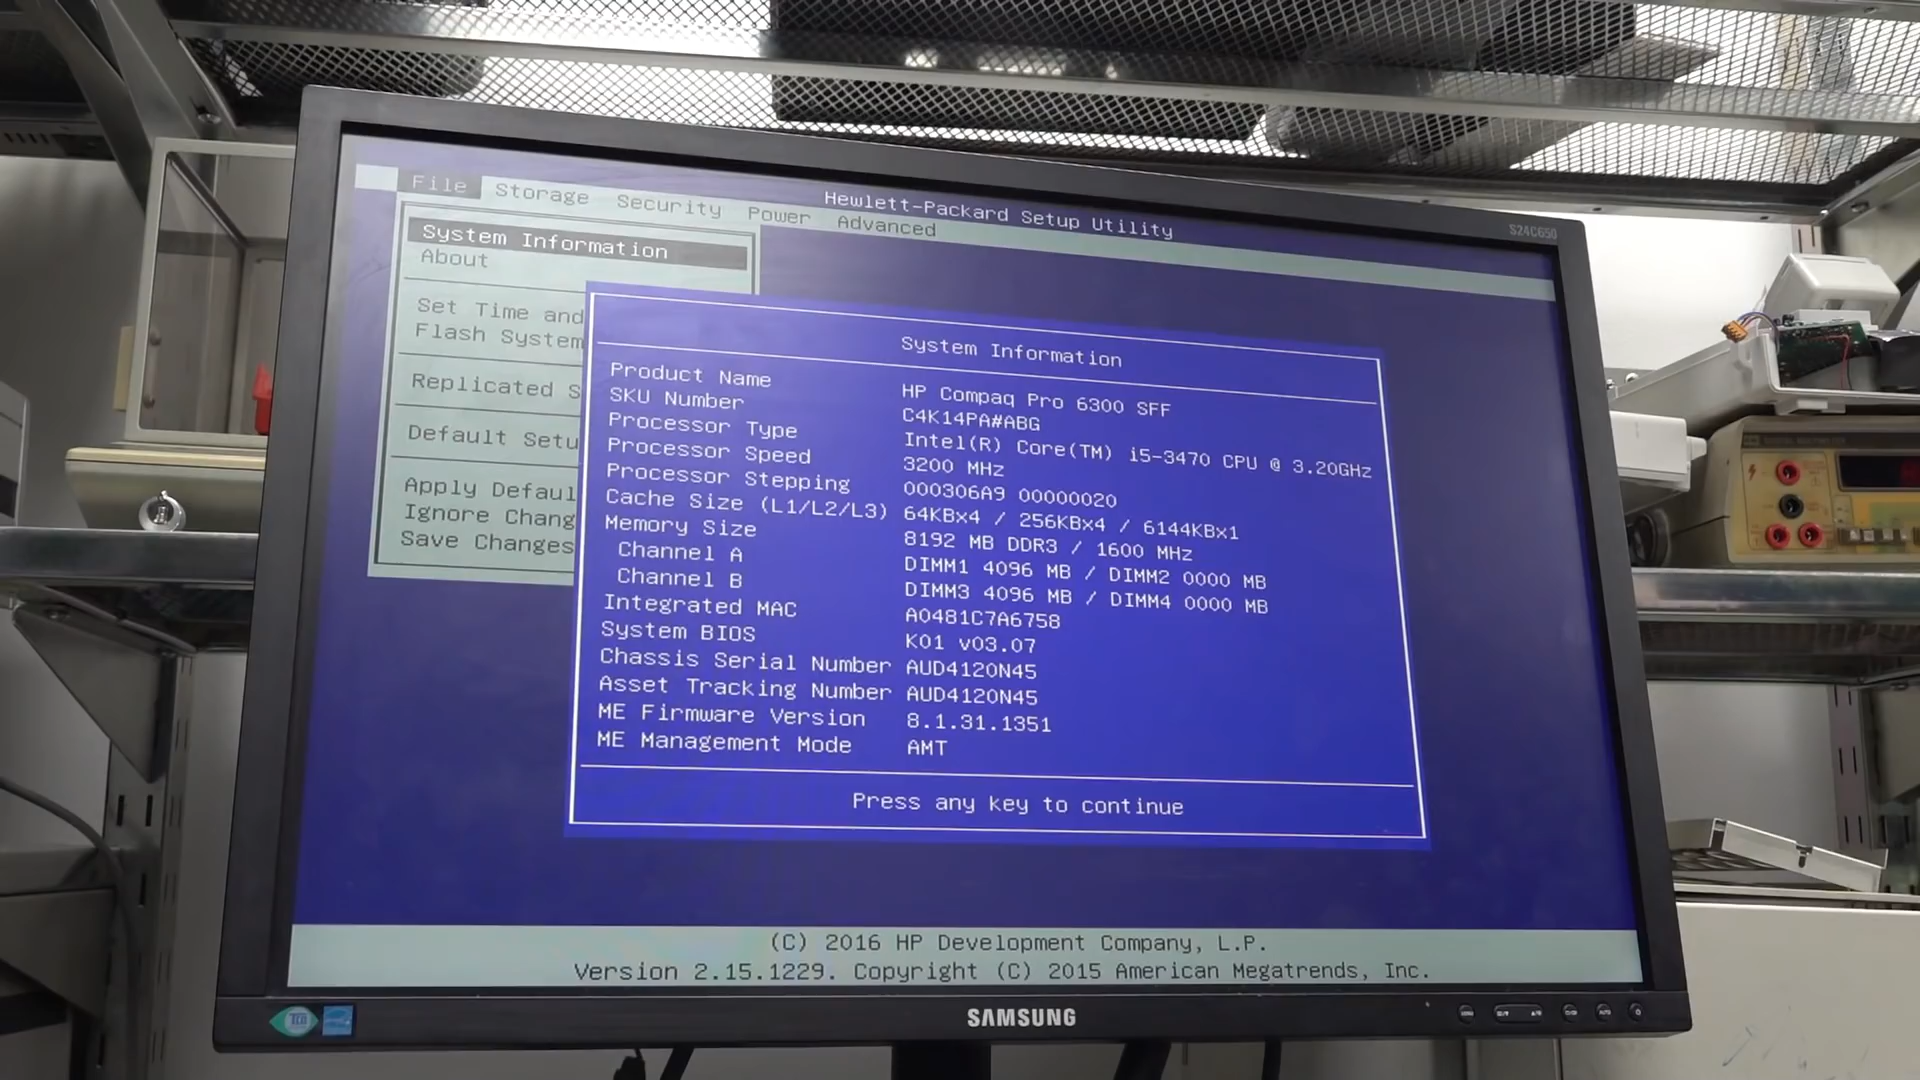 Hewlett-Packard Setup Utility
File Storage Security Power Advanced
System Information
About
Set Time and
Flash System
Replicated S
Default Setu
Apply Defaul
Ignore Chang
Save Changes
System Information
Product Name HP Compaq Pro 6300 SFF
SKU Number C4K14PA#ABG
Processor Type Intel(R) Core(TM) i5-3470 CPU @ 3.20GHz
Processor Speed 3200 MHz
Processor Stepping 000306A9 00000020
Cache Size (L1/L2/L3) 64KBx4 / 256KBx4 / 6144KBx1
Memory Size 8192 MB DDR3 / 1600 MHz
Channel A DIMM1 4096 MB / DIMM2 0000 MB
Channel B DIMM3 4096 MB / DIMM4 0000 MB
Integrated MAC A0481C7A6758
System BIOS K01 v03.07
Chassis Serial Number AUD4120N45
Asset Tracking Number AUD4120N45
ME Firmware Version 8.1.31.1351
ME Management Mode AMT
Press any key to continue
(C) 2016 HP Development Company, L.P.
Version 2.15.1229. Copyright (C) 2015 American Megatrends, Inc.
S24C650
SAMSUNG